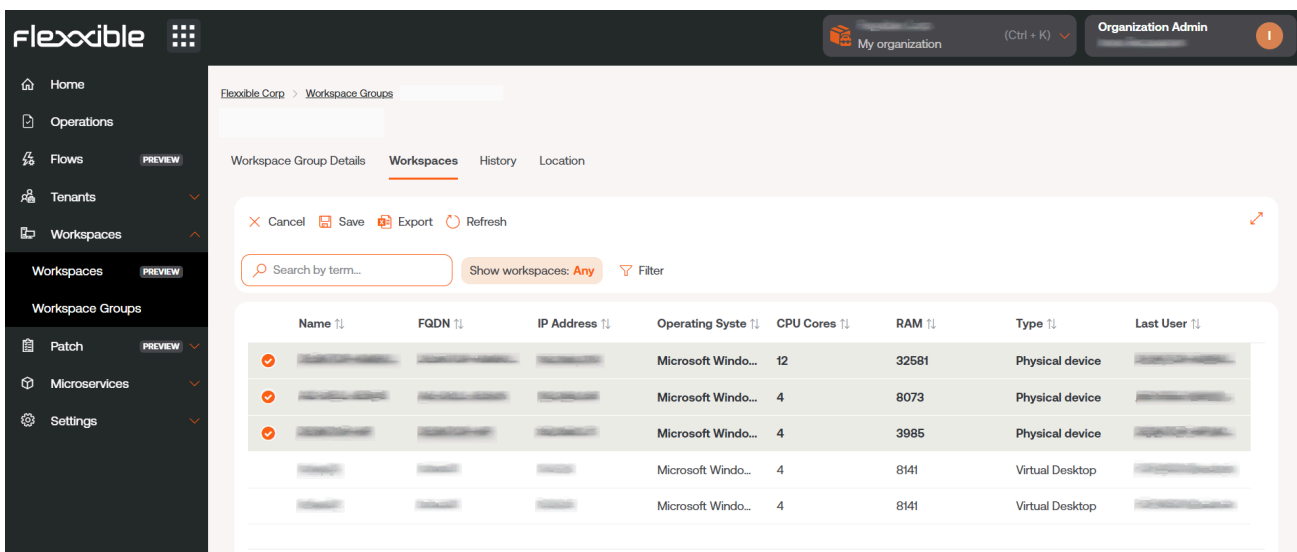 Flexxible
My organization
(Ctrl + K)
Organization Admin
I
Home
Operations
Flows PREVIEW
Tenants
Workspaces
Workspaces PREVIEW
Workspace Groups
Patch PREVIEW
Microservices
Settings
Flexxible Corp > Workspace Groups
Workspace Group Details Workspaces History Location
Cancel Save Export Refresh
Search by term... Show workspaces: Any Filter
Name FQDN IP Address Operating Syste CPU Cores RAM Type Last User
Microsoft Windo... 12 32581 Physical device
Microsoft Windo... 4 8073 Physical device
Microsoft Windo... 4 3985 Physical device
Microsoft Windo... 4 8141 Virtual Desktop
Microsoft Windo... 4 8141 Virtual Desktop